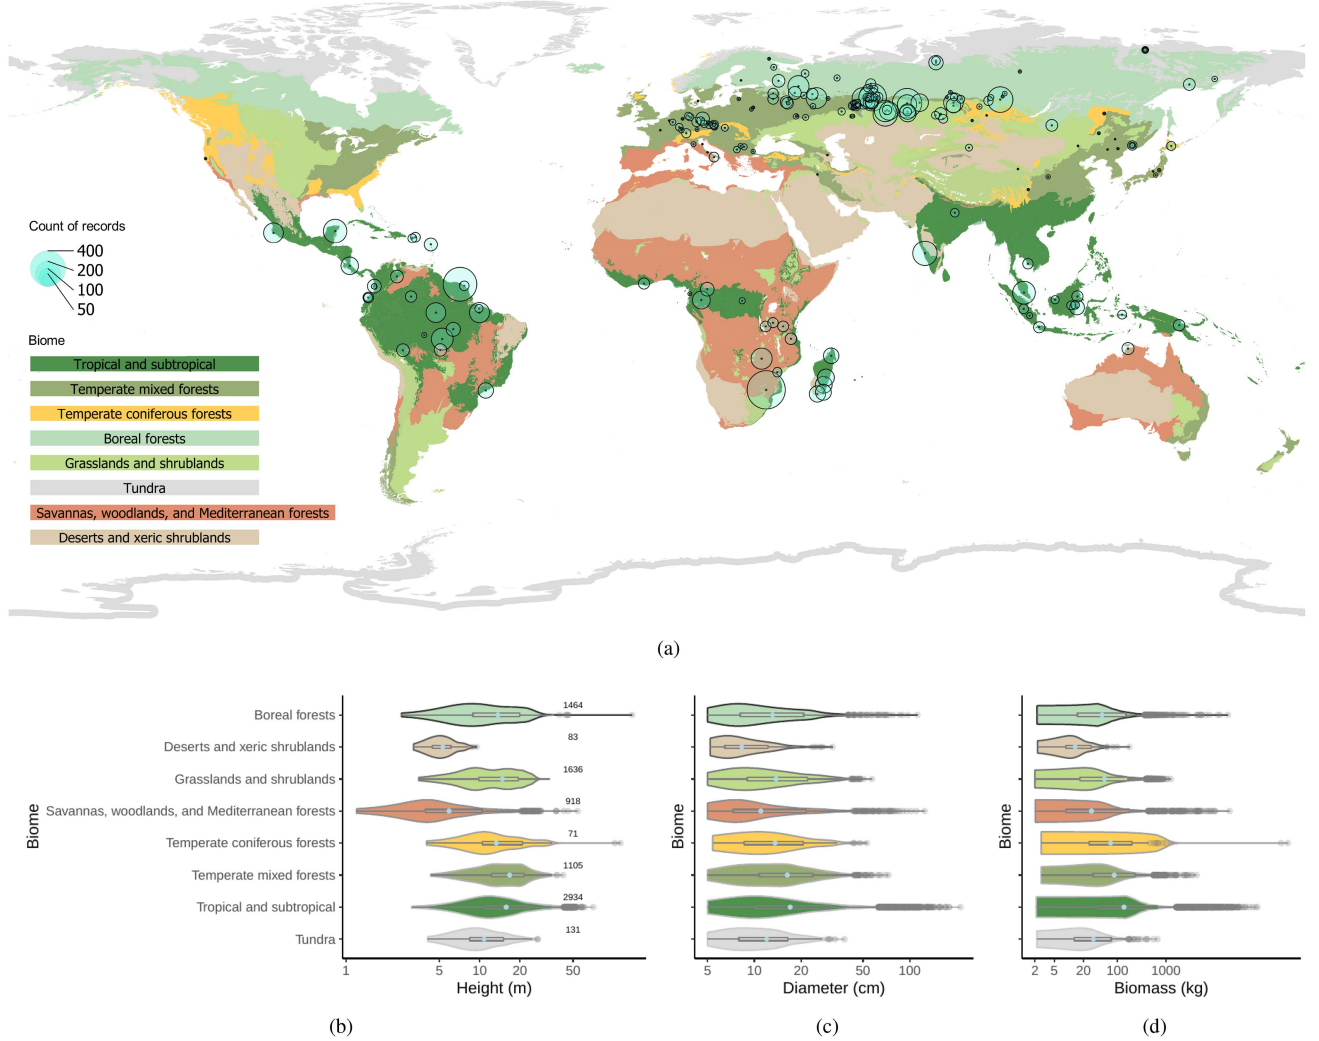 Count of records
400
200
100
50
Biome
Tropical and subtropical
Temperate mixed forests
Temperate coniferous forests
Boreal forests
Grasslands and shrublands
Tundra
Savannas, woodlands, and Mediterranean forests
Deserts and xeric shrublands
(a)
Biome
Boreal forests
Deserts and xeric shrublands
Grasslands and shrublands
Savannas, woodlands, and Mediterranean forests
Temperate coniferous forests
Temperate mixed forests
Tropical and subtropical
Tundra
1464
83
1636
918
71
1105
2934
131
1 5 10 20 50
Height (m)
(b)
Biome
5 10 20 50 100
Diameter (cm)
(c)
Biome
2 5 20 100 1000
Biomass (kg)
(d)